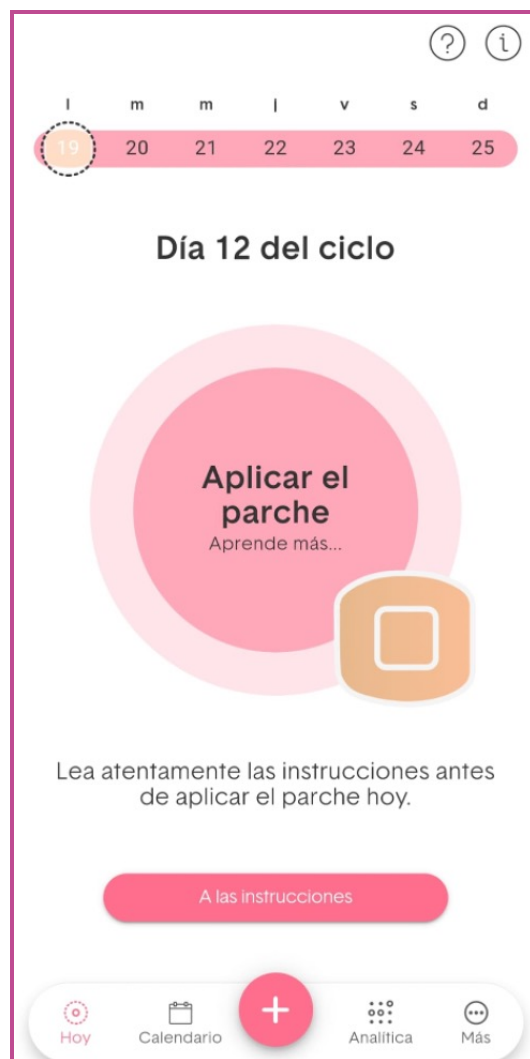 ? i
l m m j v s d
19 20 21 22 23 24 25
Día 12 del ciclo
Aplicar el
parche
Aprende más...
Lea atentamente las instrucciones antes
de aplicar el parche hoy.
A las instrucciones
+
Hoy Calendario Analítica Más